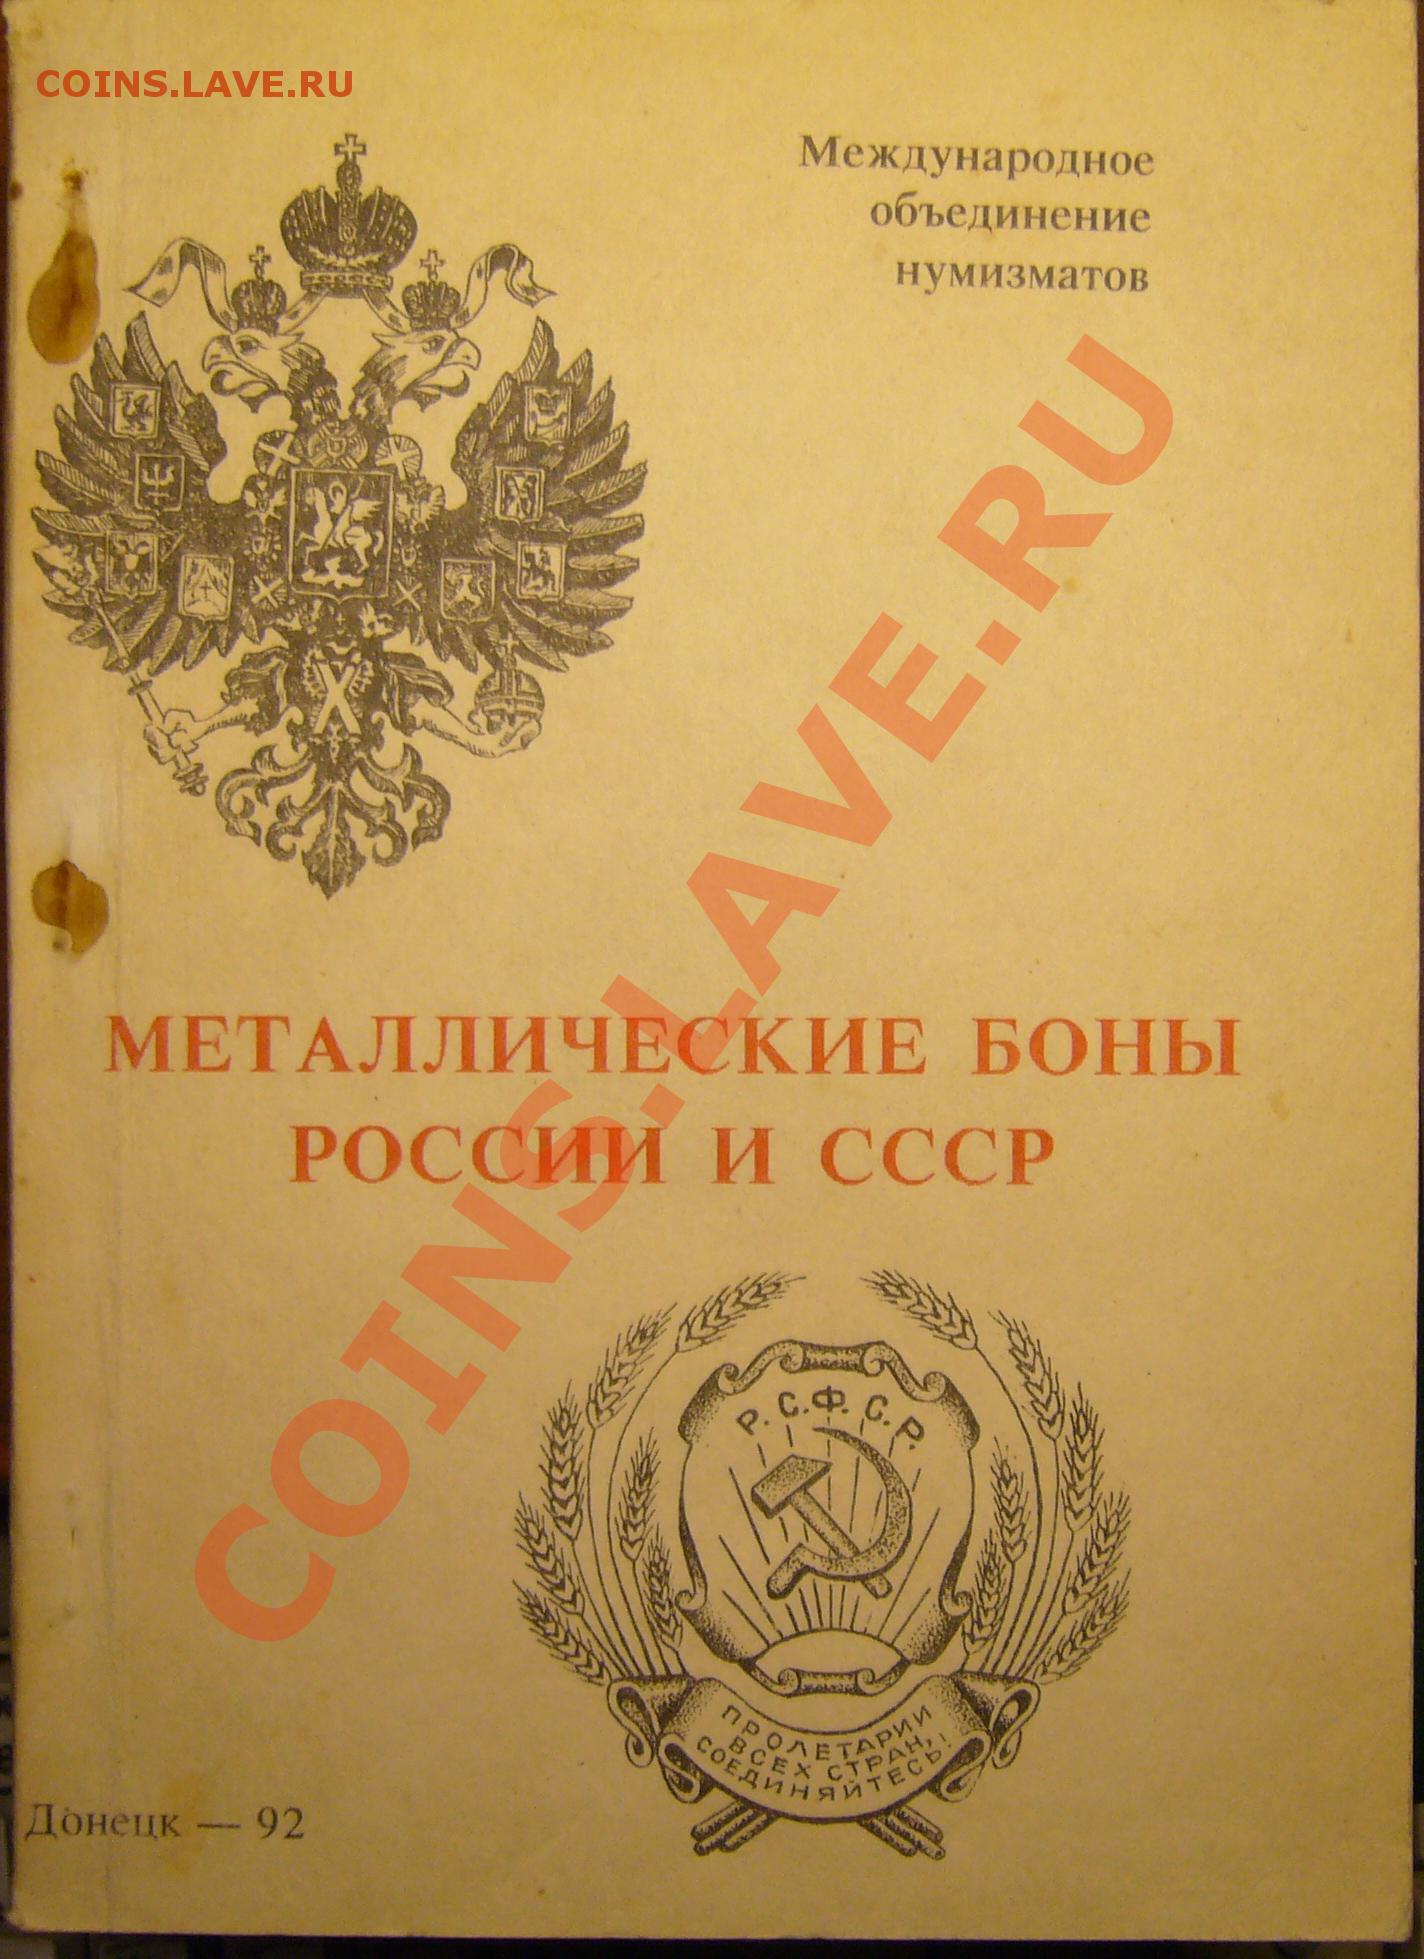 COINS.LAVE.RU
Международное
объединение
нумизматов
COINS.LAVE.RU
МЕТАЛЛИЧЕСКИЕ БОНЫ
РОССИИ И СССР
Р. С. Ф. С. Р.
ПРОЛЕТАРИИ
ВСЕХ СТРАН,
СОЕДИНЯЙТЕСЬ!
Донецк — 92